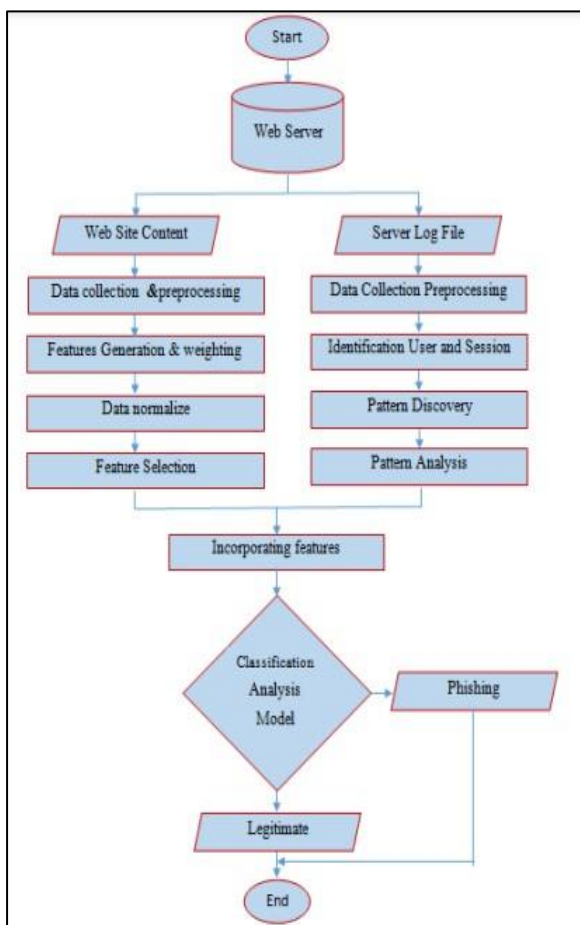 Start
Web Server
Web Site Content
Data collection &preprocessing
Features Generation & weighting
Data normalize
Feature Selection
Server Log File
Data Collection Preprocessing
Identification User and Session
Pattern Discovery
Pattern Analysis
Incorporating features
Classification
Analysis
Model
Phishing
Legitimate
End